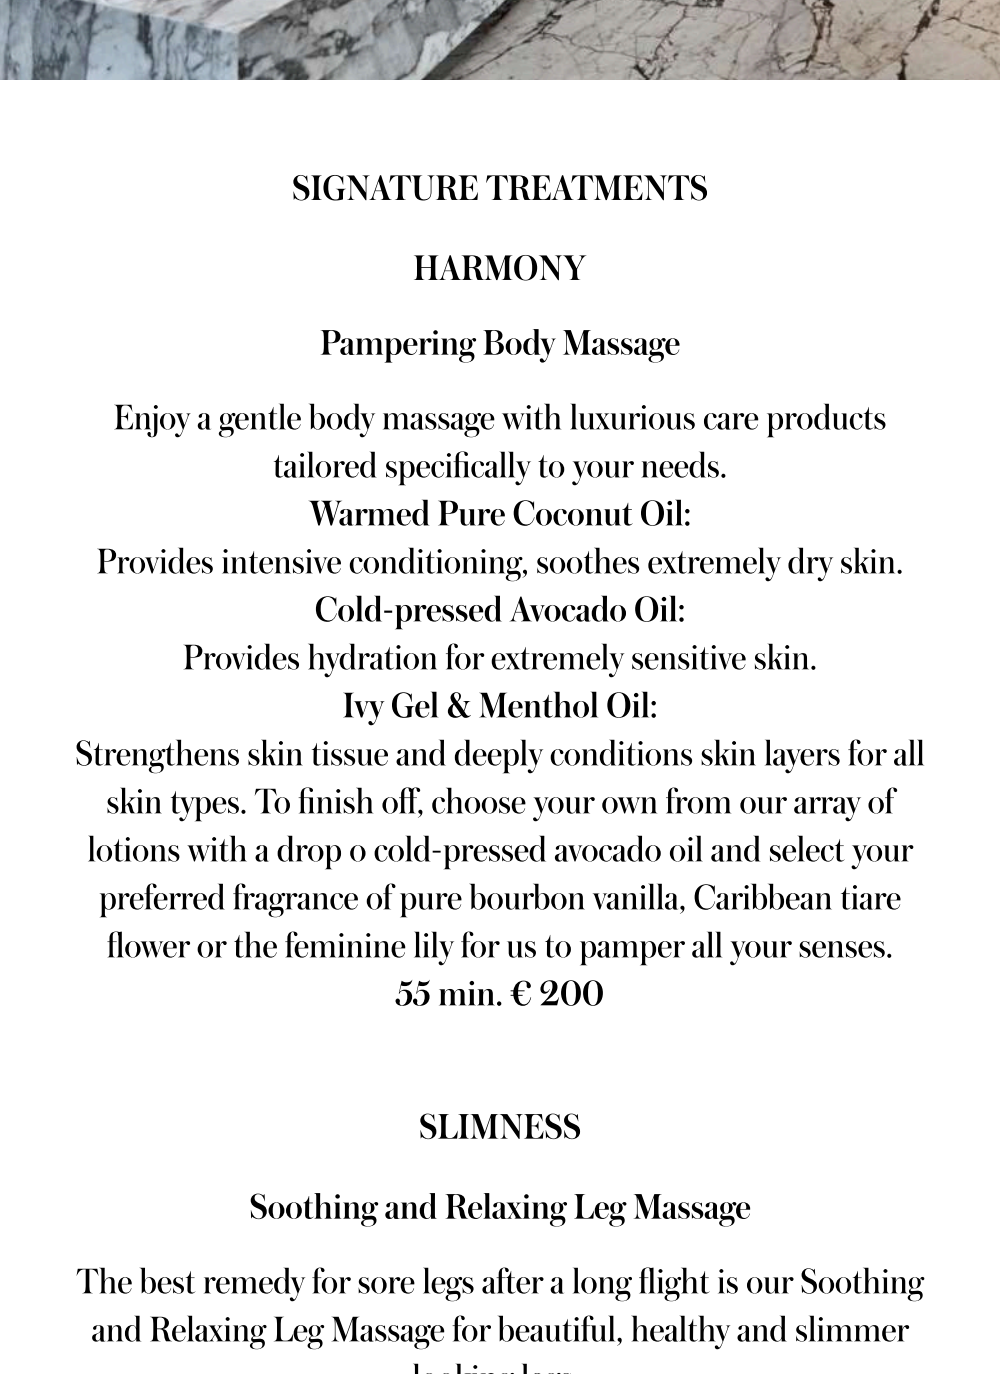 SIGNATURE TREATMENTS
HARMONY
Pampering Body Massage
Enjoy a gentle body massage with luxurious care products
tailored specifically to your needs.
Warmed Pure Coconut Oil:
Provides intensive conditioning, soothes extremely dry skin.
Cold-pressed Avocado Oil:
Provides hydration for extremely sensitive skin.
Ivy Gel & Menthol Oil:
Strengthens skin tissue and deeply conditions skin layers for all
skin types. To finish off, choose your own from our array of
lotions with a drop o cold-pressed avocado oil and select your
preferred fragrance of pure bourbon vanilla, Caribbean tiare
flower or the feminine lily for us to pamper all your senses.
55 min. € 200
SLIMNESS
Soothing and Relaxing Leg Massage
The best remedy for sore legs after a long flight is our Soothing
and Relaxing Leg Massage for beautiful, healthy and slimmer